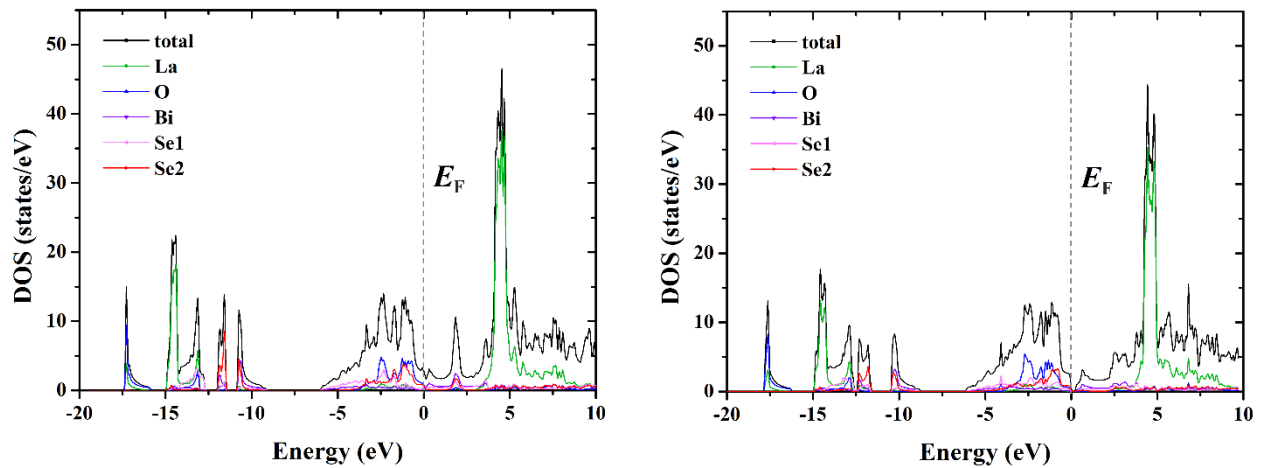 50
40
30
20
10
0
DOS (states/eV)
total
La
O
Bi
Se1
Se2
E_F
-20 -15 -10 -5 0 5 10
Energy (eV)
50
40
30
20
10
0
DOS (states/eV)
total
La
O
Bi
Se1
Se2
E_F
-20 -15 -10 -5 0 5 10
Energy (eV)